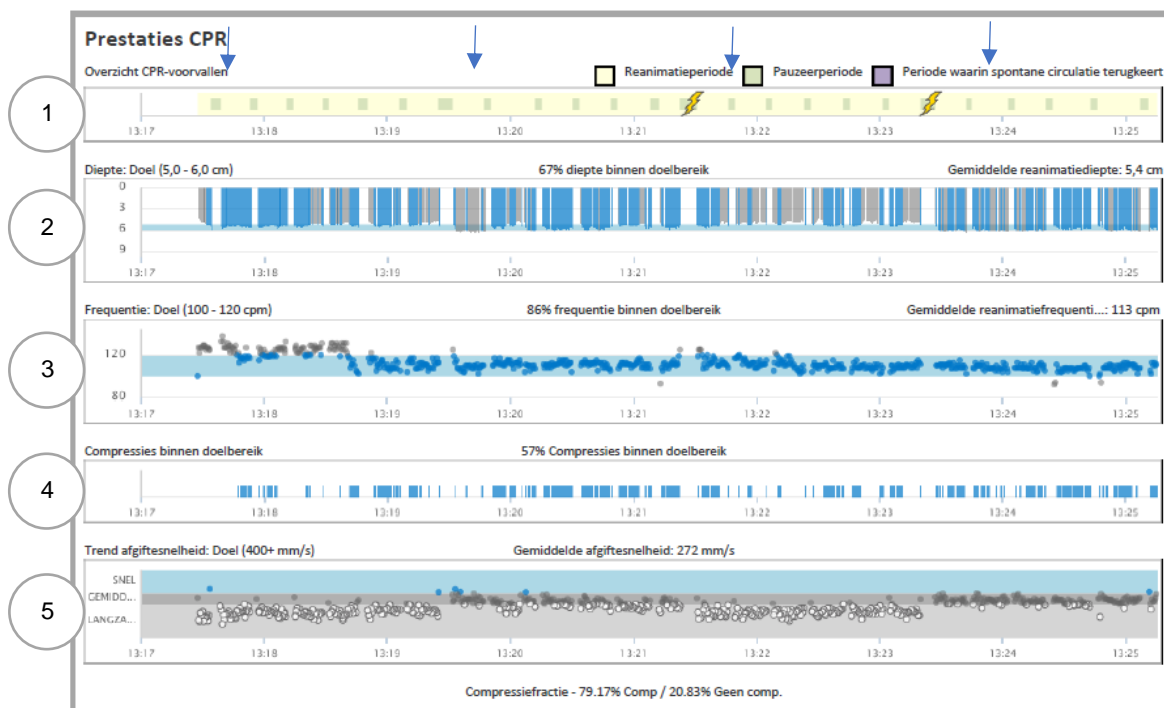 Prestaties CPR
Overzicht CPR-voorvallen Reanimatieperiode Pauzeerperiode Periode waarin spontane circulatie terugkeert
1
13:17 13:18 13:19 13:20 13:21 13:22 13:23 13:24 13:25
Diepte: Doel (5,0 - 6,0 cm) 67% diepte binnen doelbereik Gemiddelde reanimatiediepte: 5,4 cm
0
3
2
6
9
13:17 13:18 13:19 13:20 13:21 13:22 13:23 13:24 13:25
Frequentie: Doel (100 - 120 cpm) 86% frequentie binnen doelbereik Gemiddelde reanimatiefrequenti...: 113 cpm
120
3
80
13:17 13:18 13:19 13:20 13:21 13:22 13:23 13:24 13:25
Compressies binnen doelbereik 57% Compressies binnen doelbereik
4
13:17 13:18 13:19 13:20 13:21 13:22 13:23 13:24 13:25
Trend afgiftesnelheid: Doel (400+ mm/s) Gemiddelde afgiftesnelheid: 272 mm/s
SNEL
GEMIDD...
5
LANGZA...
13:17 13:18 13:19 13:20 13:21 13:22 13:23 13:24 13:25
Compressiefractie - 79.17% Comp / 20.83% Geen comp.